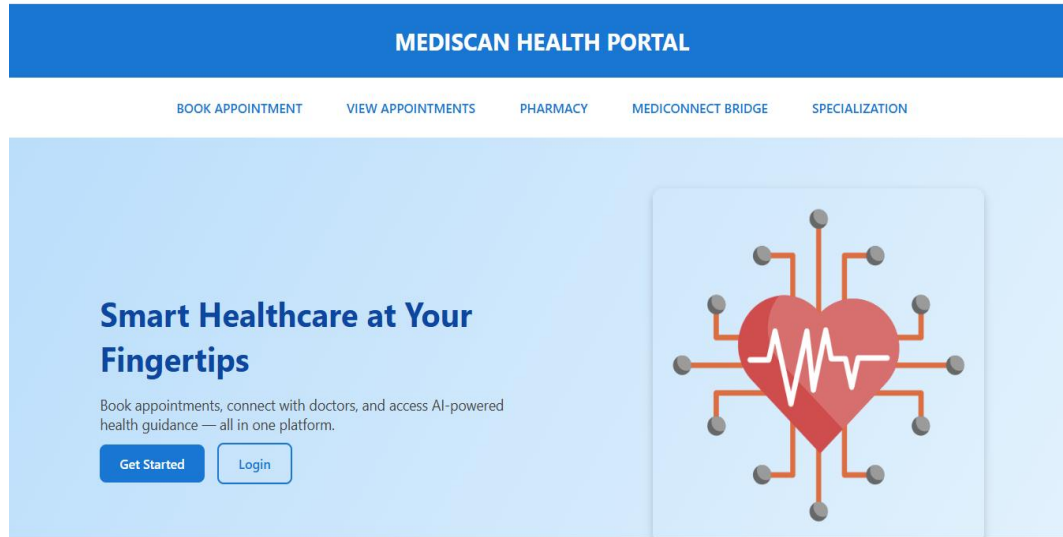 MEDISCAN HEALTH PORTAL
BOOK APPOINTMENT VIEW APPOINTMENTS PHARMACY MEDICONNECT BRIDGE SPECIALIZATION
Smart Healthcare at Your
Fingertips
Book appointments, connect with doctors, and access AI-powered
health guidance — all in one platform.
Get Started Login